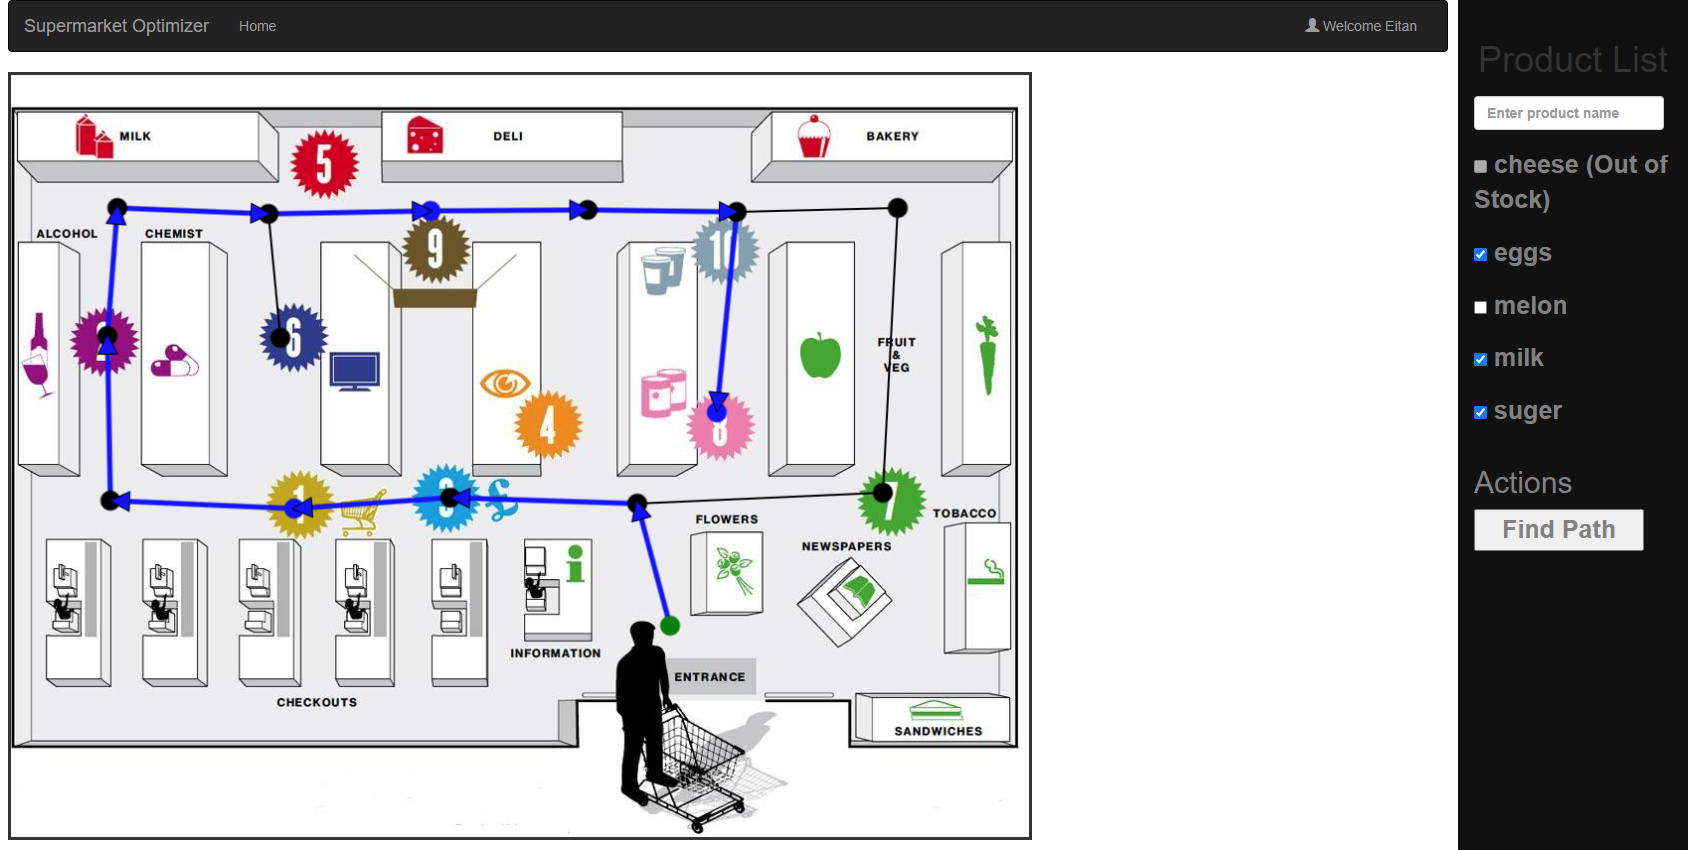 Supermarket Optimizer
Home
Welcome Eitan
Product List
Enter product name
cheese (Out of
Stock)
eggs
melon
milk
suger
Actions
Find Path
MILK
5
DELI
BAKERY
ALCOHOL
CHEMIST
9
10
2
6
FRUIT
&
VEG
4
8
1
3
£
7
FLOWERS
TOBACCO
NEWSPAPERS
i
INFORMATION
ENTRANCE
CHECKOUTS
SANDWICHES